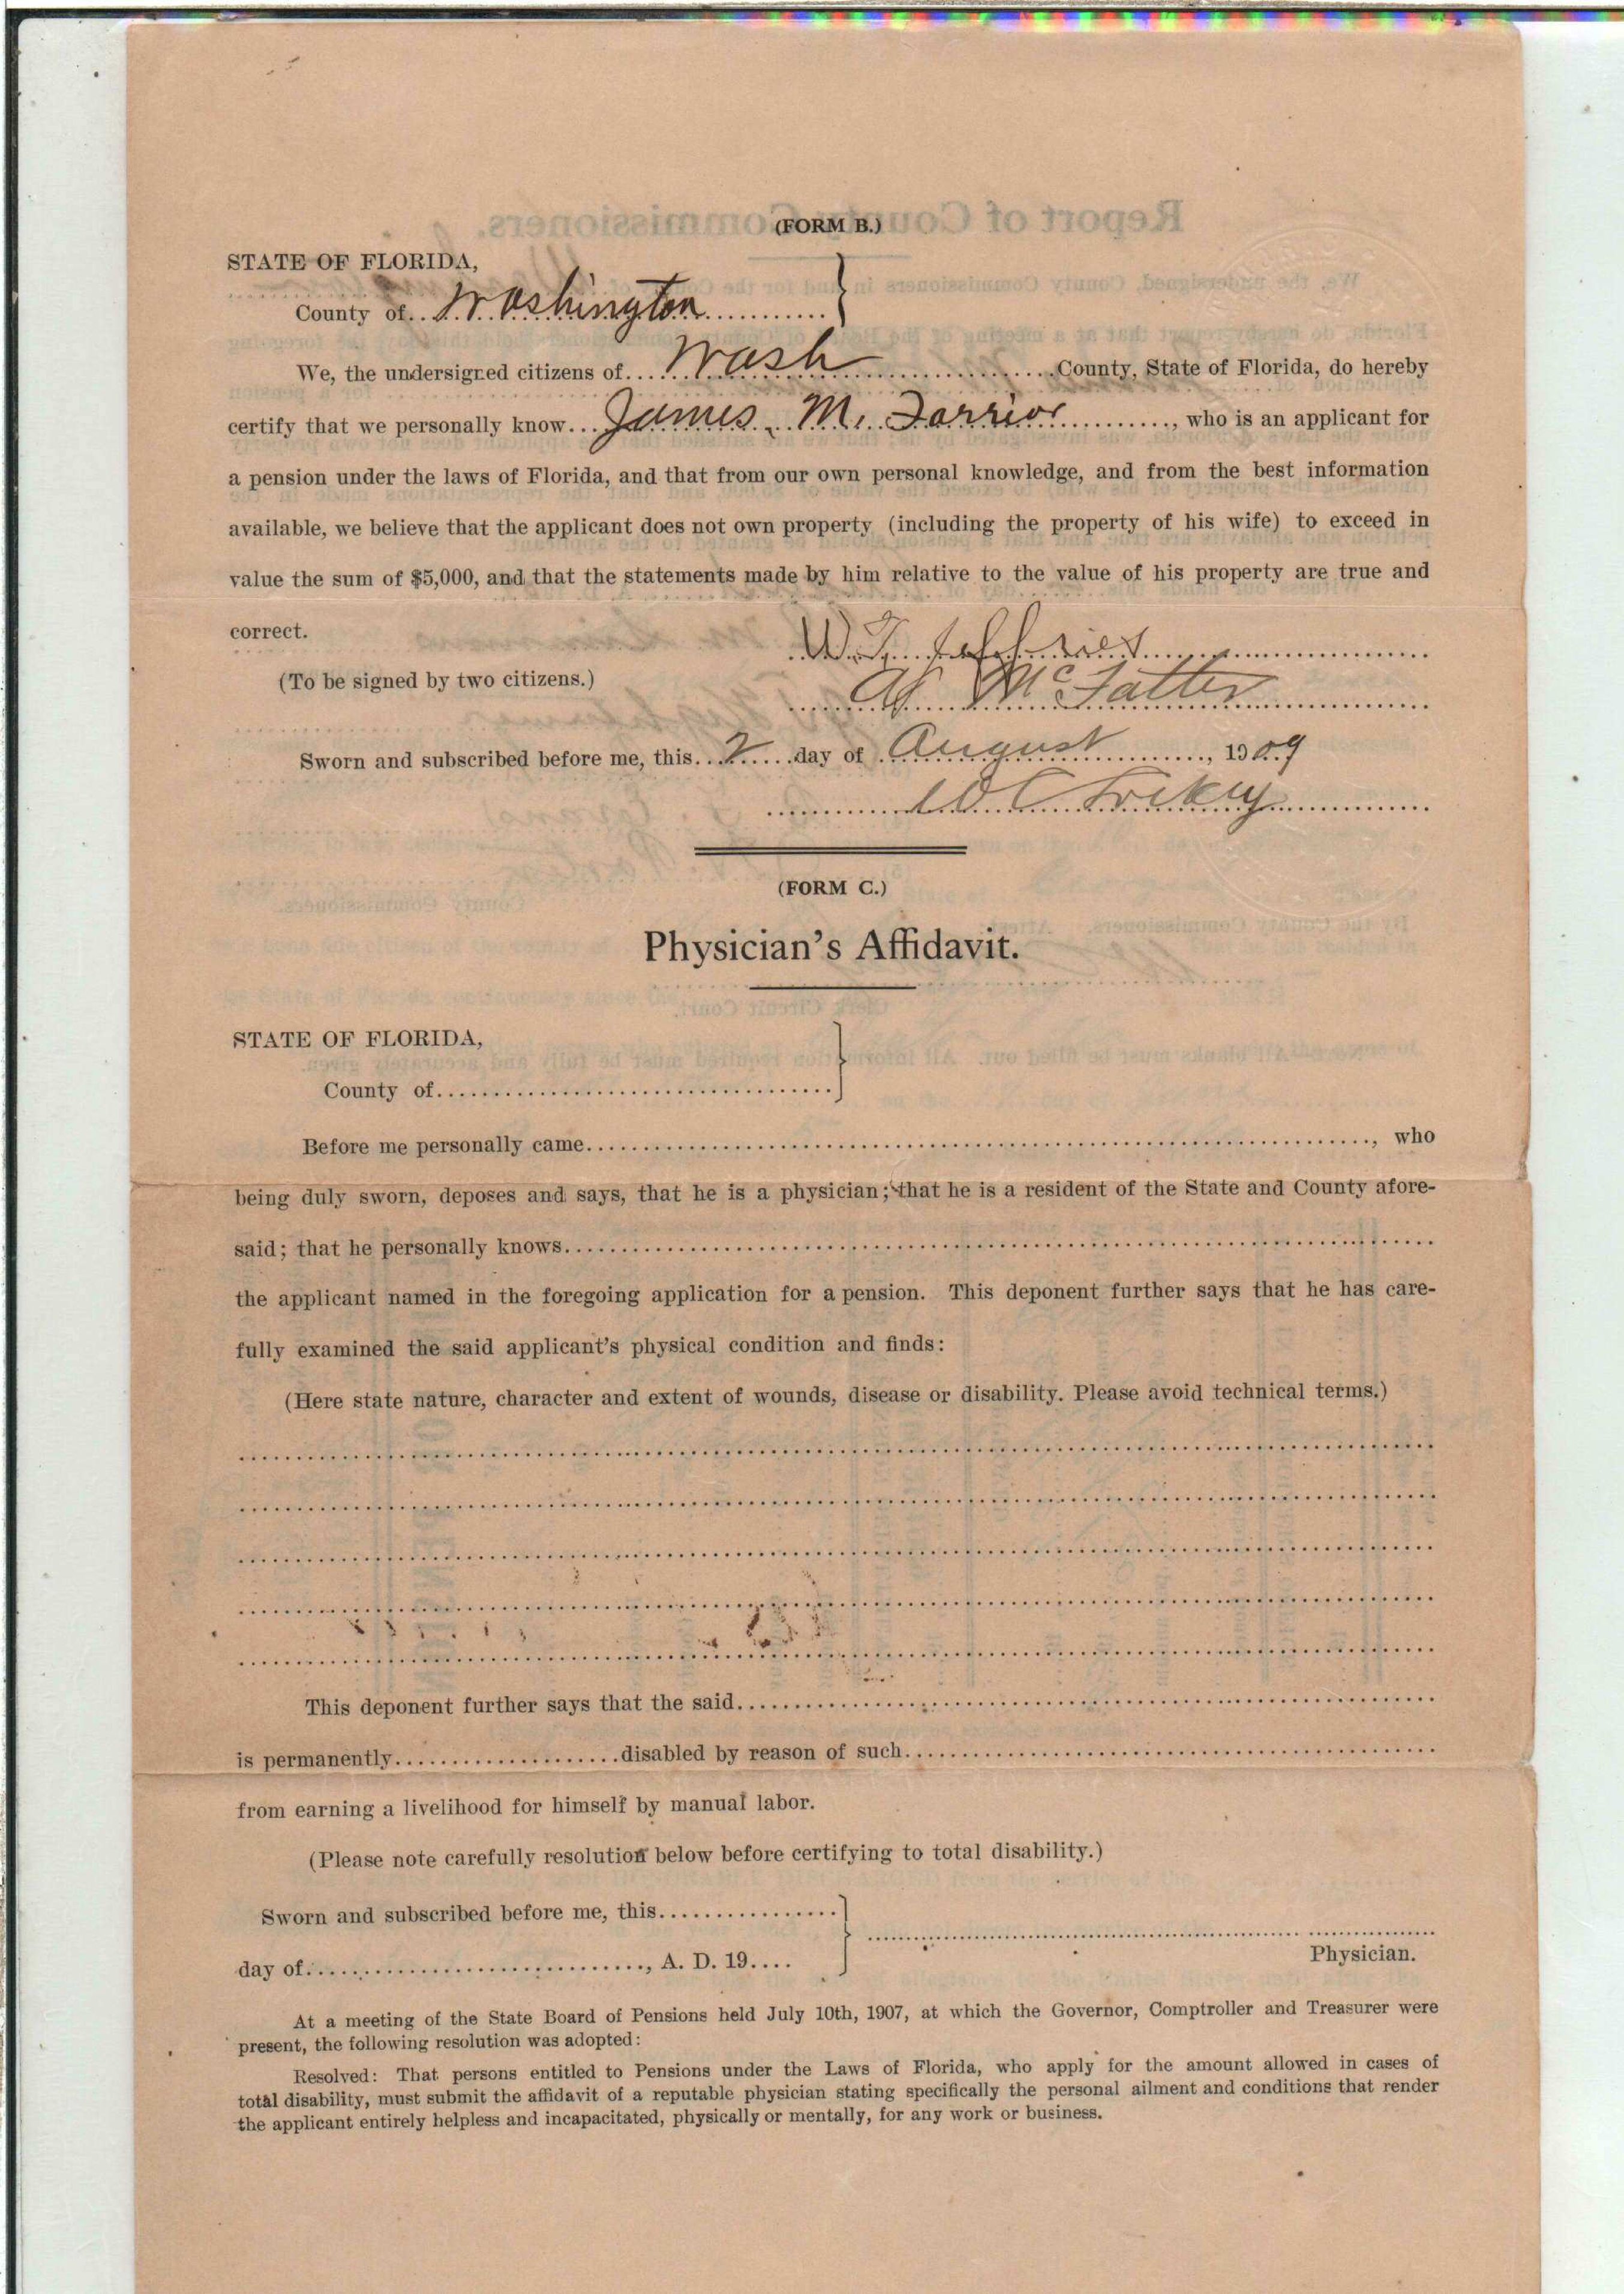 (FORM B.)
STATE OF FLORIDA,
County of Washington
We, the undersigned citizens of Wash County, State of Florida, do hereby
certify that we personally know James M. Farrior, who is an applicant for
a pension under the laws of Florida, and that from our own personal knowledge, and from the best information
available, we believe that the applicant does not own property (including the property of his wife) to exceed in
value the sum of $5,000, and that the statements made by him relative to the value of his property are true and
correct.
W. T. Jeffries
(To be signed by two citizens.)
McFatter
Sworn and subscribed before me, this 2 day of August, 1909
(FORM C.)
Physician's Affidavit.
STATE OF FLORIDA,
County of
Before me personally came, who
being duly sworn, deposes and says, that he is a physician; that he is a resident of the State and County afore-
said; that he personally knows
the applicant named in the foregoing application for a pension. This deponent further says that he has care-
fully examined the said applicant's physical condition and finds:
(Here state nature, character and extent of wounds, disease or disability. Please avoid technical terms.)
This deponent further says that the said
is permanently disabled by reason of such
from earning a livelihood for himself by manual labor.
(Please note carefully resolution below before certifying to total disability.)
Sworn and subscribed before me, this
day of, A. D. 19
Physician.
At a meeting of the State Board of Pensions held July 10th, 1907, at which the Governor, Comptroller and Treasurer were
present, the following resolution was adopted:
Resolved: That persons entitled to Pensions under the Laws of Florida, who apply for the amount allowed in cases of
total disability, must submit the affidavit of a reputable physician stating specifically the personal ailment and conditions that render
the applicant entirely helpless and incapacitated, physically or mentally, for any work or business.